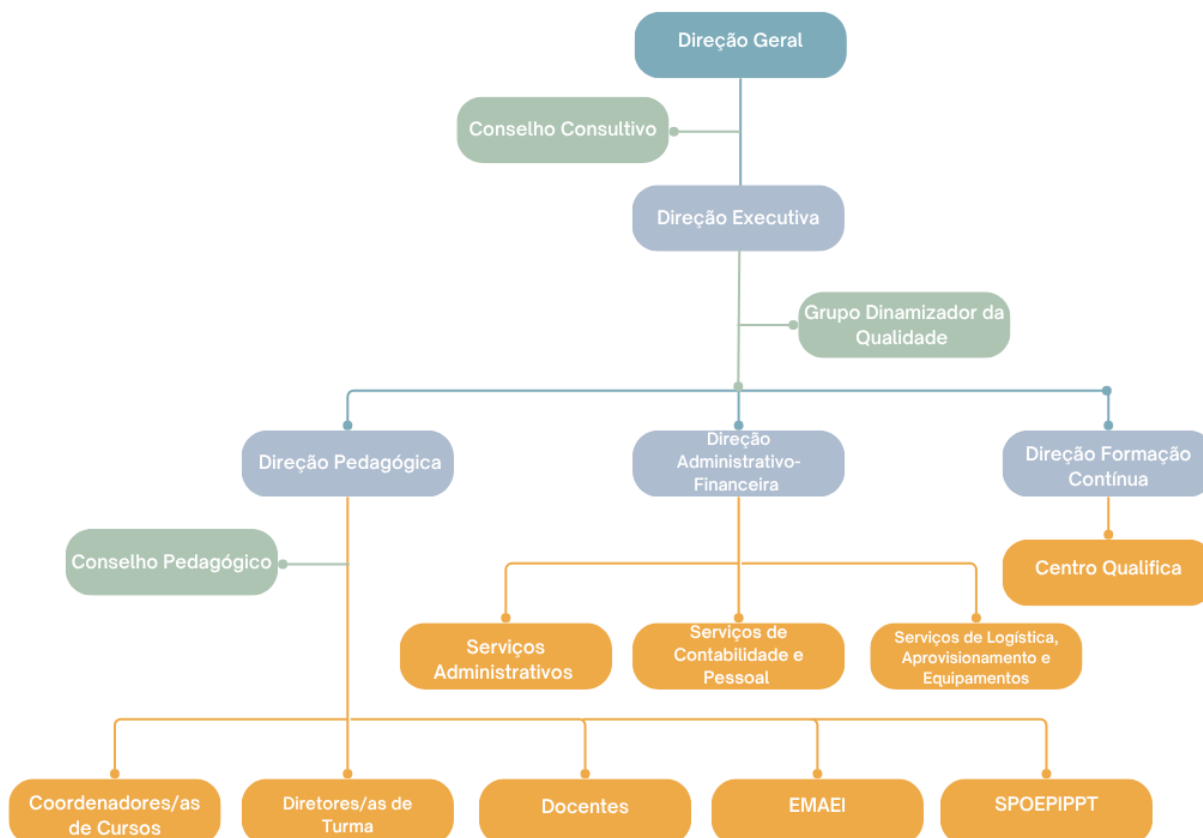 Direção Geral
Conselho Consultivo
Direção Executiva
Grupo Dinamizador da
Qualidade
Direção Pedagógica
Direção
Administrativo-
Financeira
Direção Formação
Contínua
Conselho Pedagógico
Centro Qualifica
Serviços
Administrativos
Serviços de
Contabilidade e
Pessoal
Serviços de Logística,
Aprovisionamento e
Equipamentos
Coordenadores/as
de Cursos
Diretores/as de
Turma
Docentes
EMAEI
SPOEPIPPT